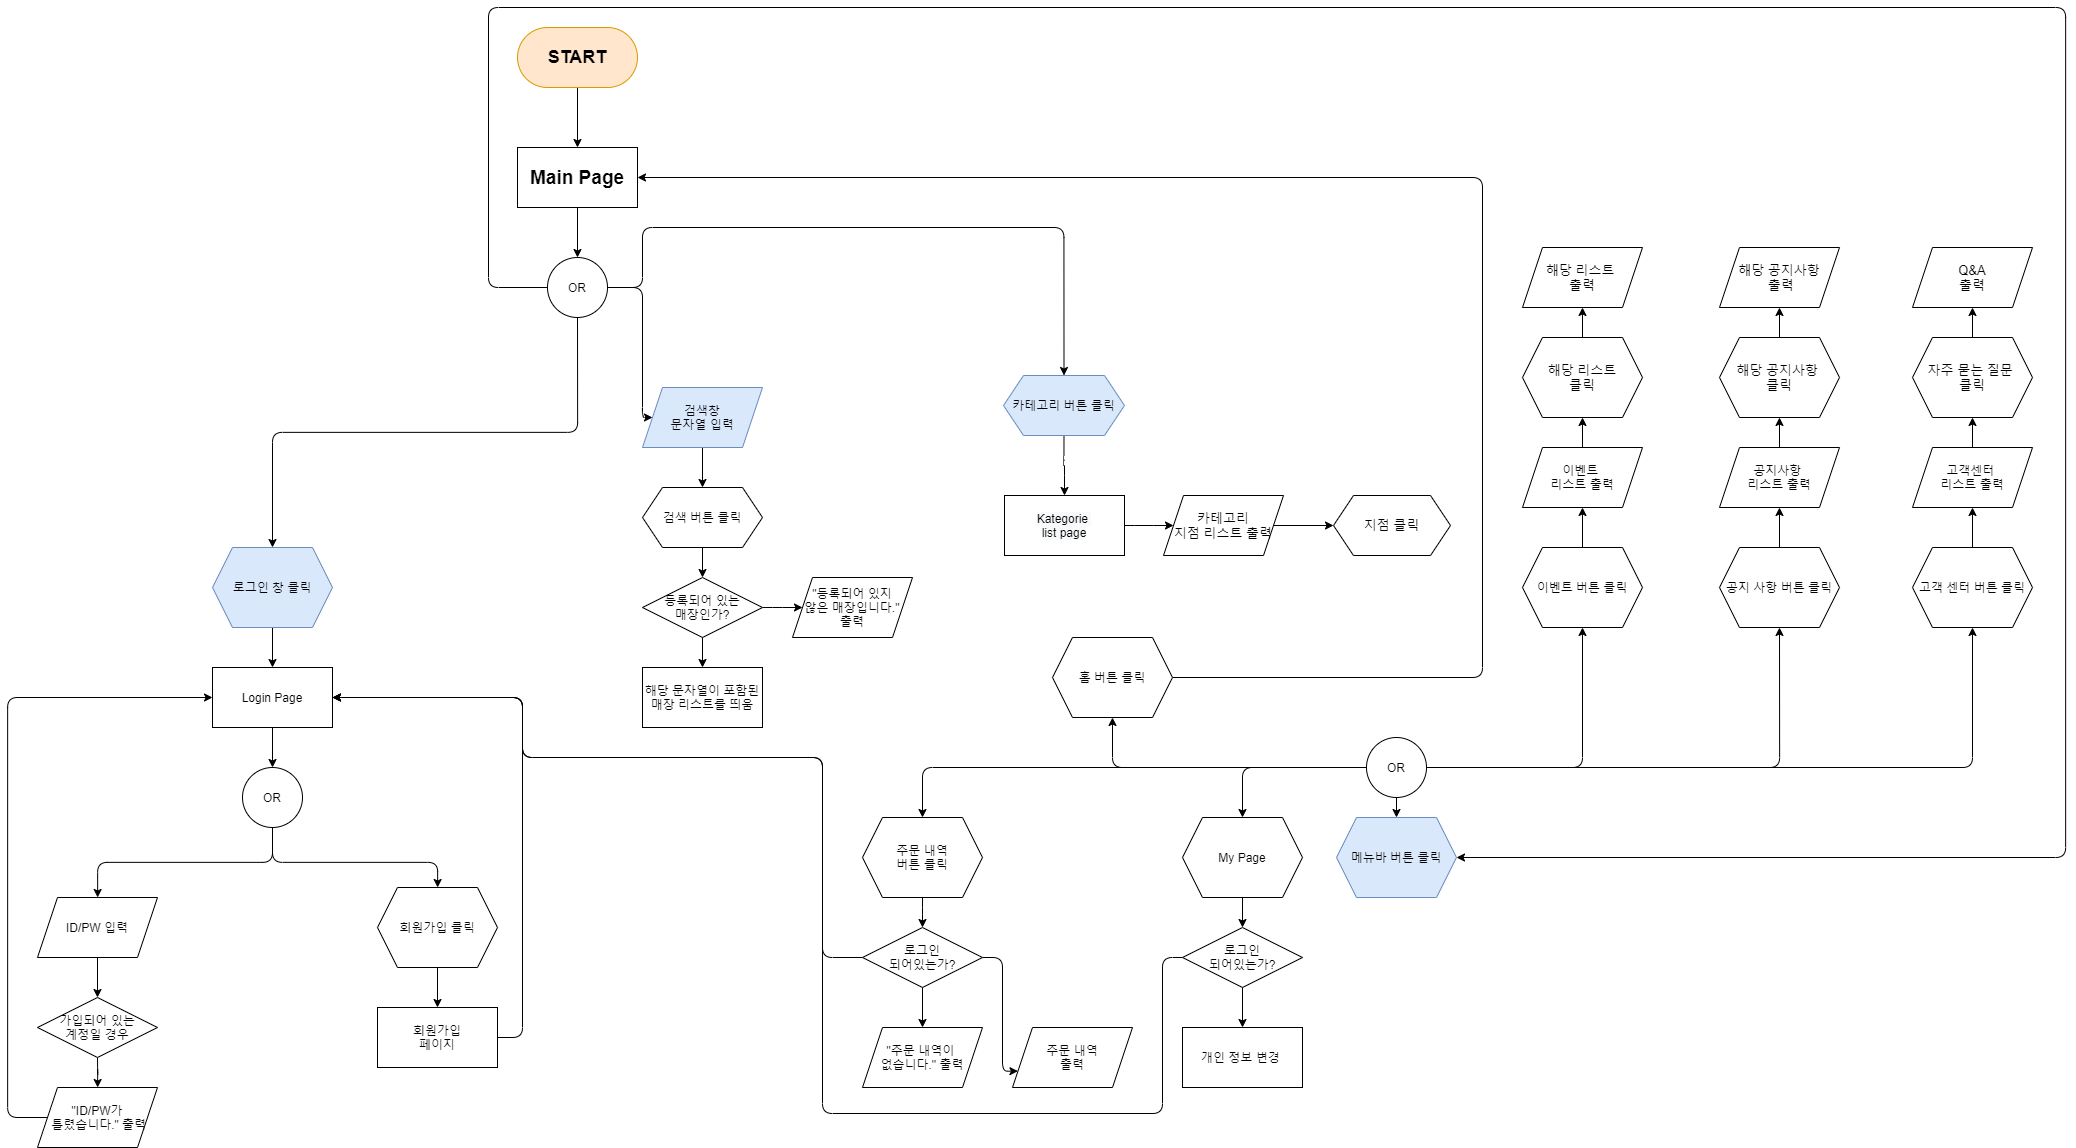 START
Main Page
OR
해당 리스트
출력
해당 공지사항
출력
Q&A
출력
해당 리스트
클릭
해당 공지사항
클릭
자주 묻는 질문
클릭
검색창
문자열 입력
카테고리 버튼 클릭
이벤트
리스트 출력
공지사항
리스트 출력
고객센터
리스트 출력
검색 버튼 클릭
Kategorie
list page
카테고리
지점 리스트 출력
지점 클릭
로그인 창 클릭
등록되어 있는
매장인가?
"등록되어 있지
않은 매장입니다."
출력
이벤트 버튼 클릭
공지 사항 버튼 클릭
고객 센터 버튼 클릭
Login Page
해당 문자열이 포함된
매장 리스트를 띄움
홈 버튼 클릭
OR
OR
주문 내역
버튼 클릭
My Page
메뉴바 버튼 클릭
ID/PW 입력
회원가입 클릭
로그인
되어있는가?
로그인
되어있는가?
가입되어 있는
계정일 경우
회원가입
페이지
"주문 내역이
없습니다." 출력
주문 내역
출력
개인 정보 변경
"ID/PW가
틀렸습니다." 출력